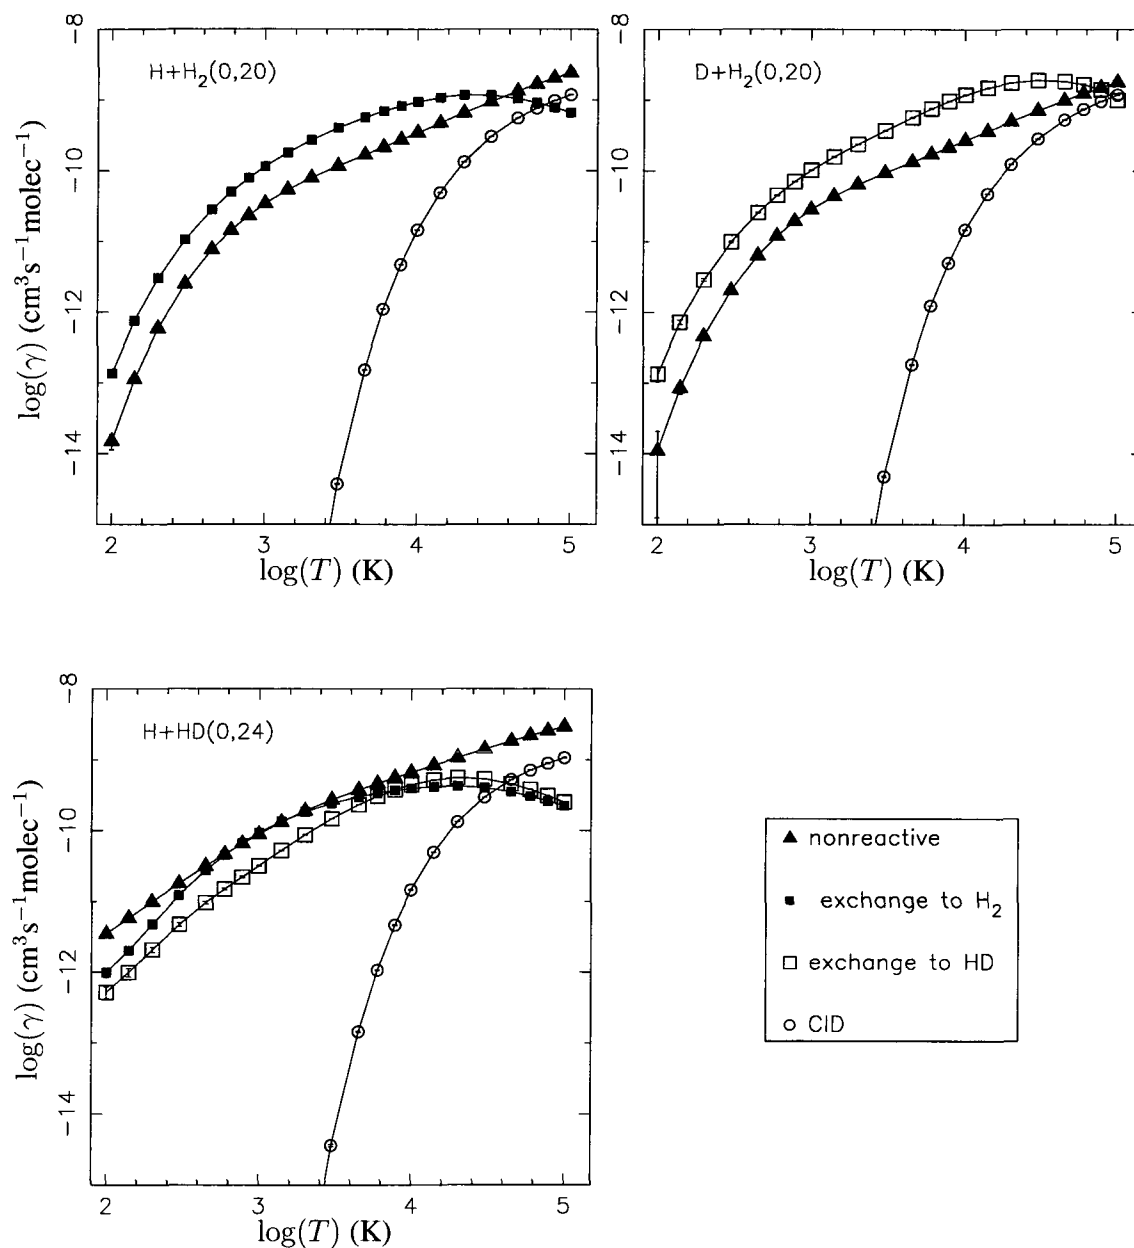 -8
-10
-12
-14
log(γ) (cm³s⁻¹molec⁻¹)
H+H₂(0,20)
2 3 4 5
log(T) (K)
-8
-10
-12
-14
D+H₂(0,20)
2 3 4 5
log(T) (K)
-8
-10
-12
-14
log(γ) (cm³s⁻¹molec⁻¹)
H+HD(0,24)
2 3 4 5
log(T) (K)
nonreactive
exchange to H₂
exchange to HD
CID